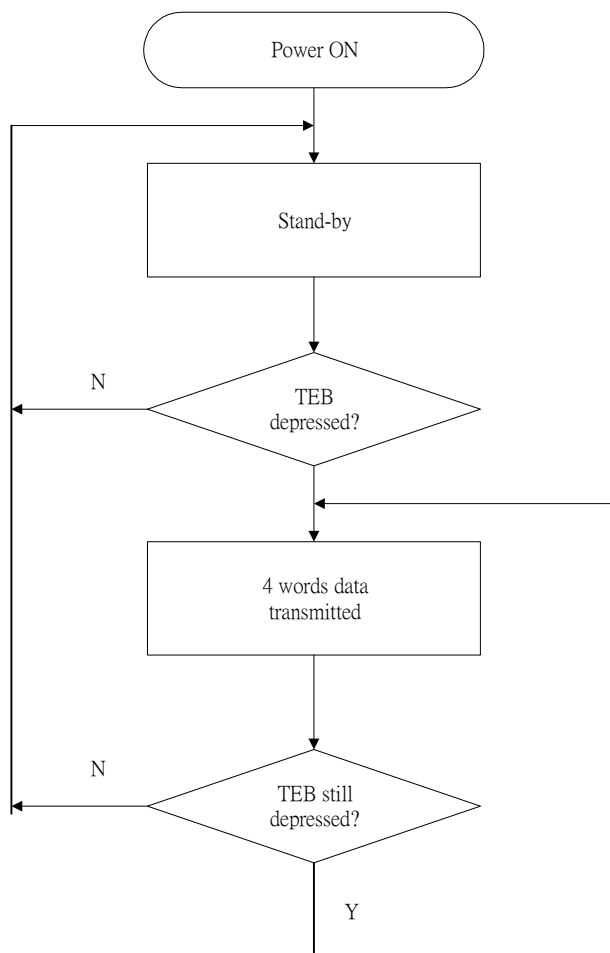 Power ON
Stand-by
N
TEB
depressed?
4 words data
transmitted
N
TEB still
depressed?
Y